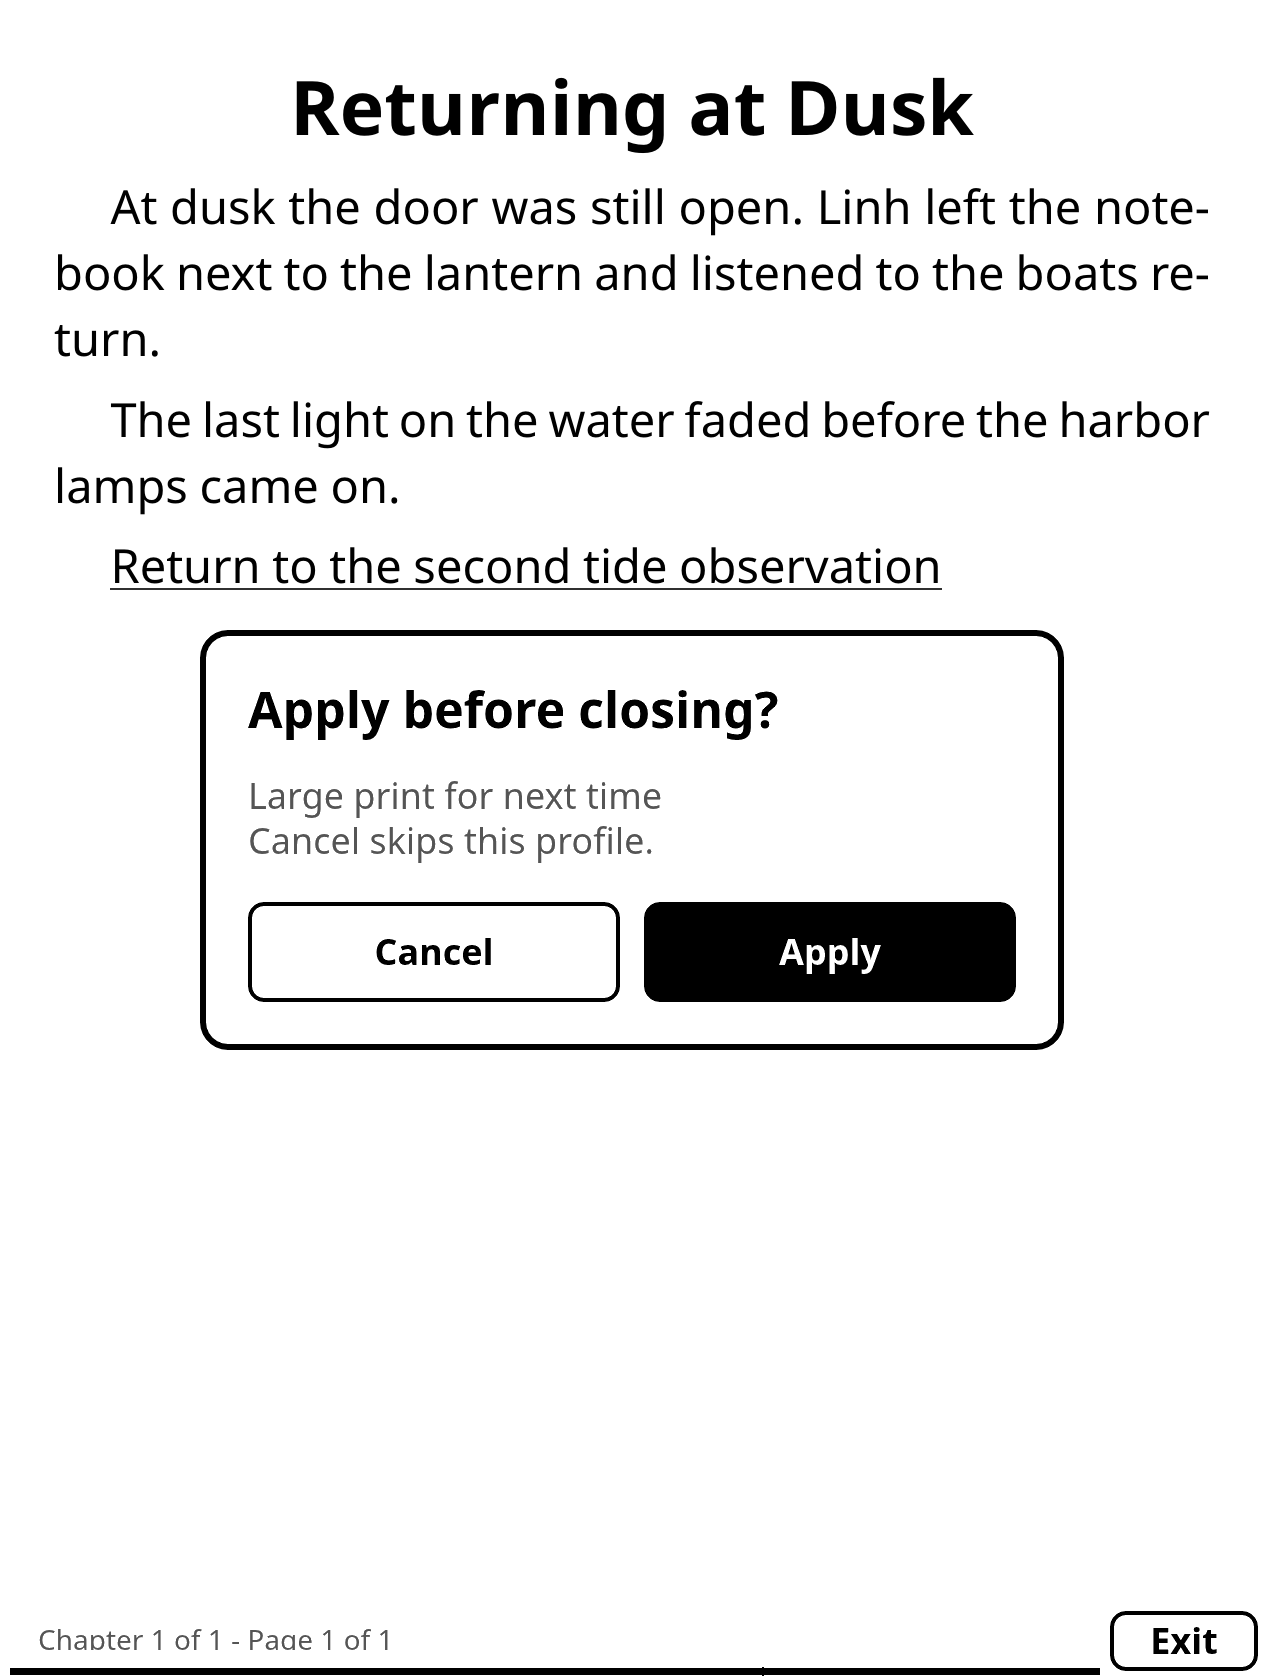 Returning at Dusk
At dusk the door was still open. Linh left the note-
book next to the lantern and listened to the boats re-
turn.
The last light on the water faded before the harbor
lamps came on.
Return to the second tide observation
Apply before closing?
Large print for next time
Cancel skips this profile.
Cancel
Apply
Chapter 1 of 1 - Page 1 of 1
Exit